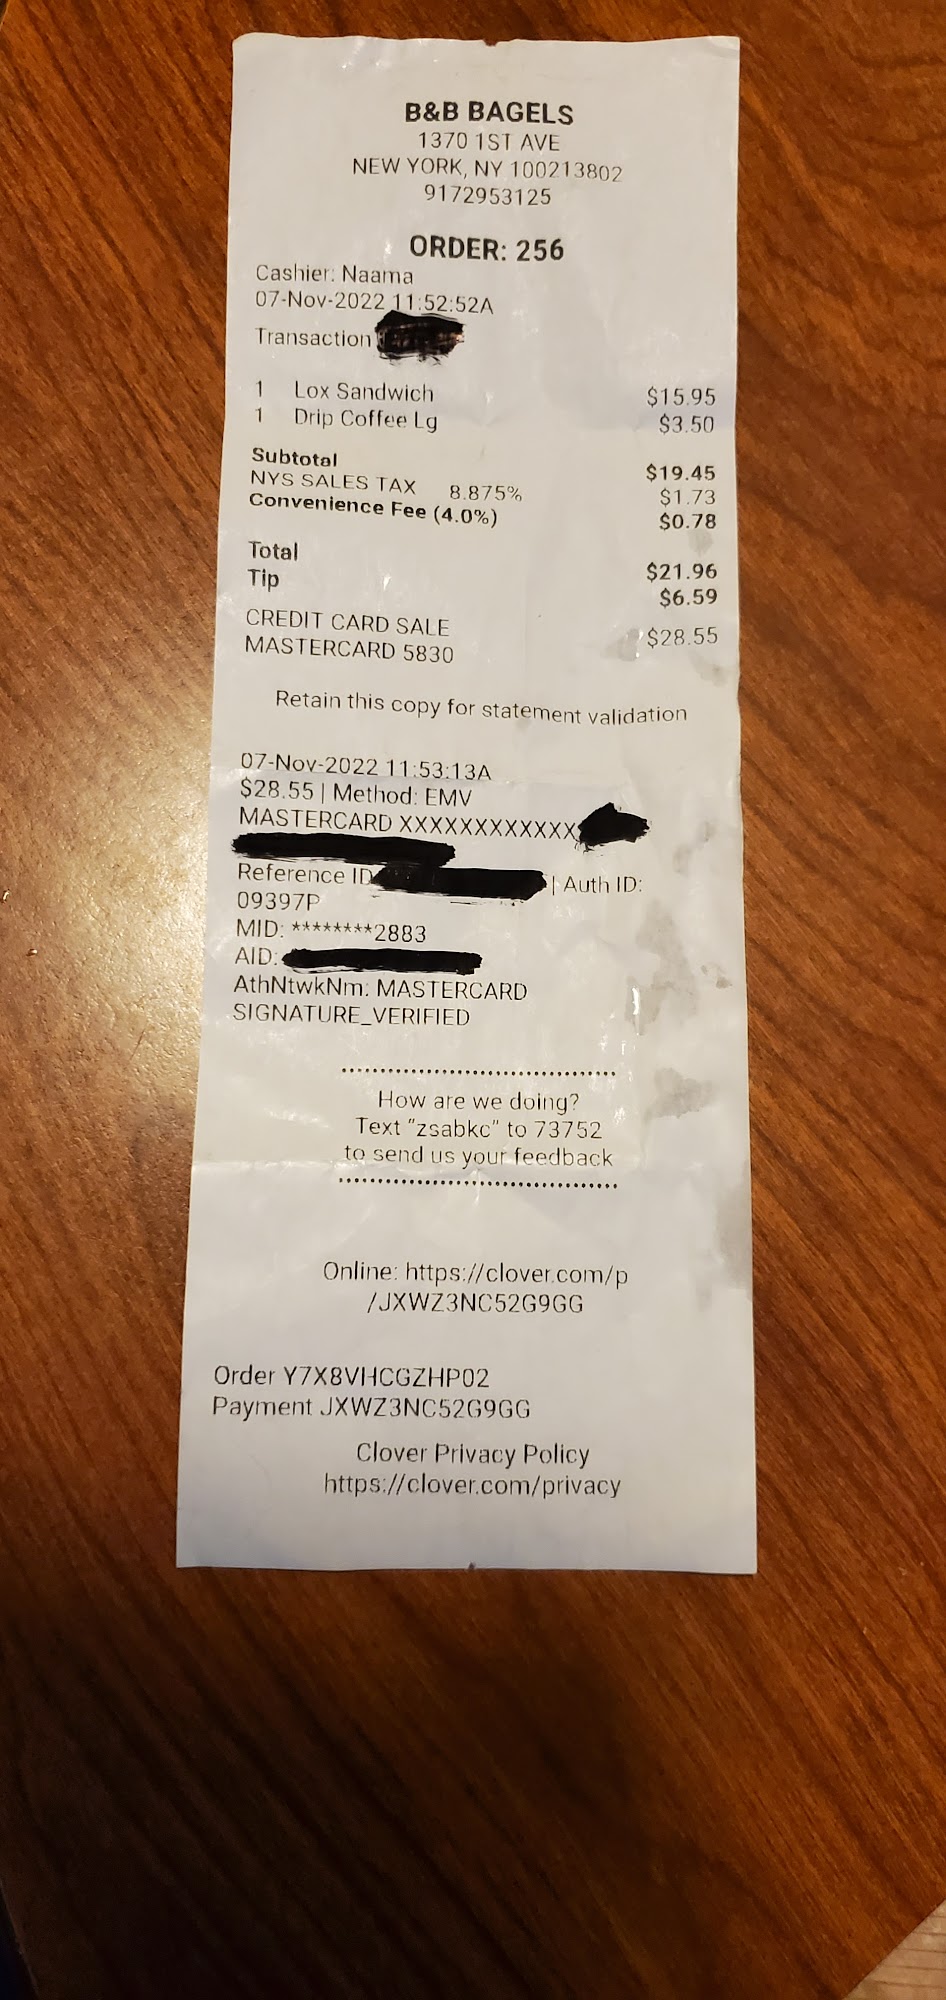 B&B BAGELS
1370 1ST AVE
NEW YORK, NY 100213802
9172953125
ORDER: 256
Cashier: Naama
07-Nov-2022 11:52:52A
Transaction
1 Lox Sandwich $15.95
1 Drip Coffee Lg $3.50
Subtotal $19.45
NYS SALES TAX 8.875% $1.73
Convenience Fee (4.0%) $0.78
Total $21.96
Tip $6.59
CREDIT CARD SALE $28.55
MASTERCARD 5830
Retain this copy for statement validation
07-Nov-2022 11:53:13A
$28.55 | Method: EMV
MASTERCARD XXXXXXXXXXXX
Reference ID | Auth ID:
09397P
MID: ********2883
AID:
AthNtwkNm: MASTERCARD
SIGNATURE_VERIFIED
How are we doing?
Text "zsabkc" to 73752
to send us your feedback
Online: https://clover.com/p
/JXWZ3NC52G9GG
Order Y7X8VHCGZHP02
Payment JXWZ3NC52G9GG
Clover Privacy Policy
https://clover.com/privacy